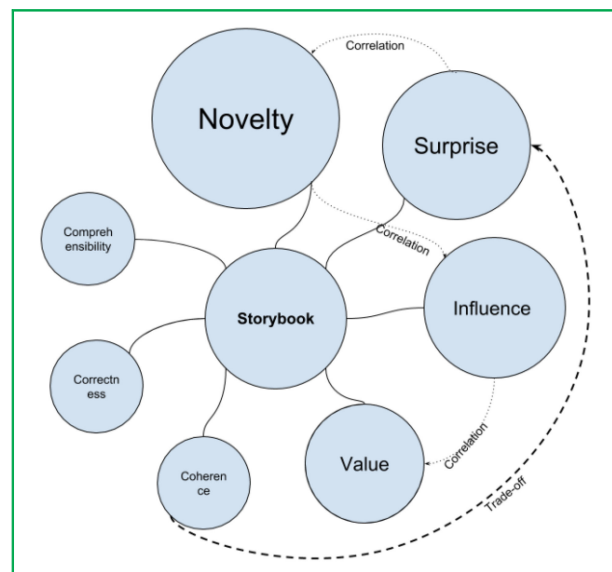 Correlation
Novelty
Surprise
Compreh
ensibility
Correlation
Storybook
Influence
Correctn
ess
Value
Correlation
Coheren
ce
Trade-off